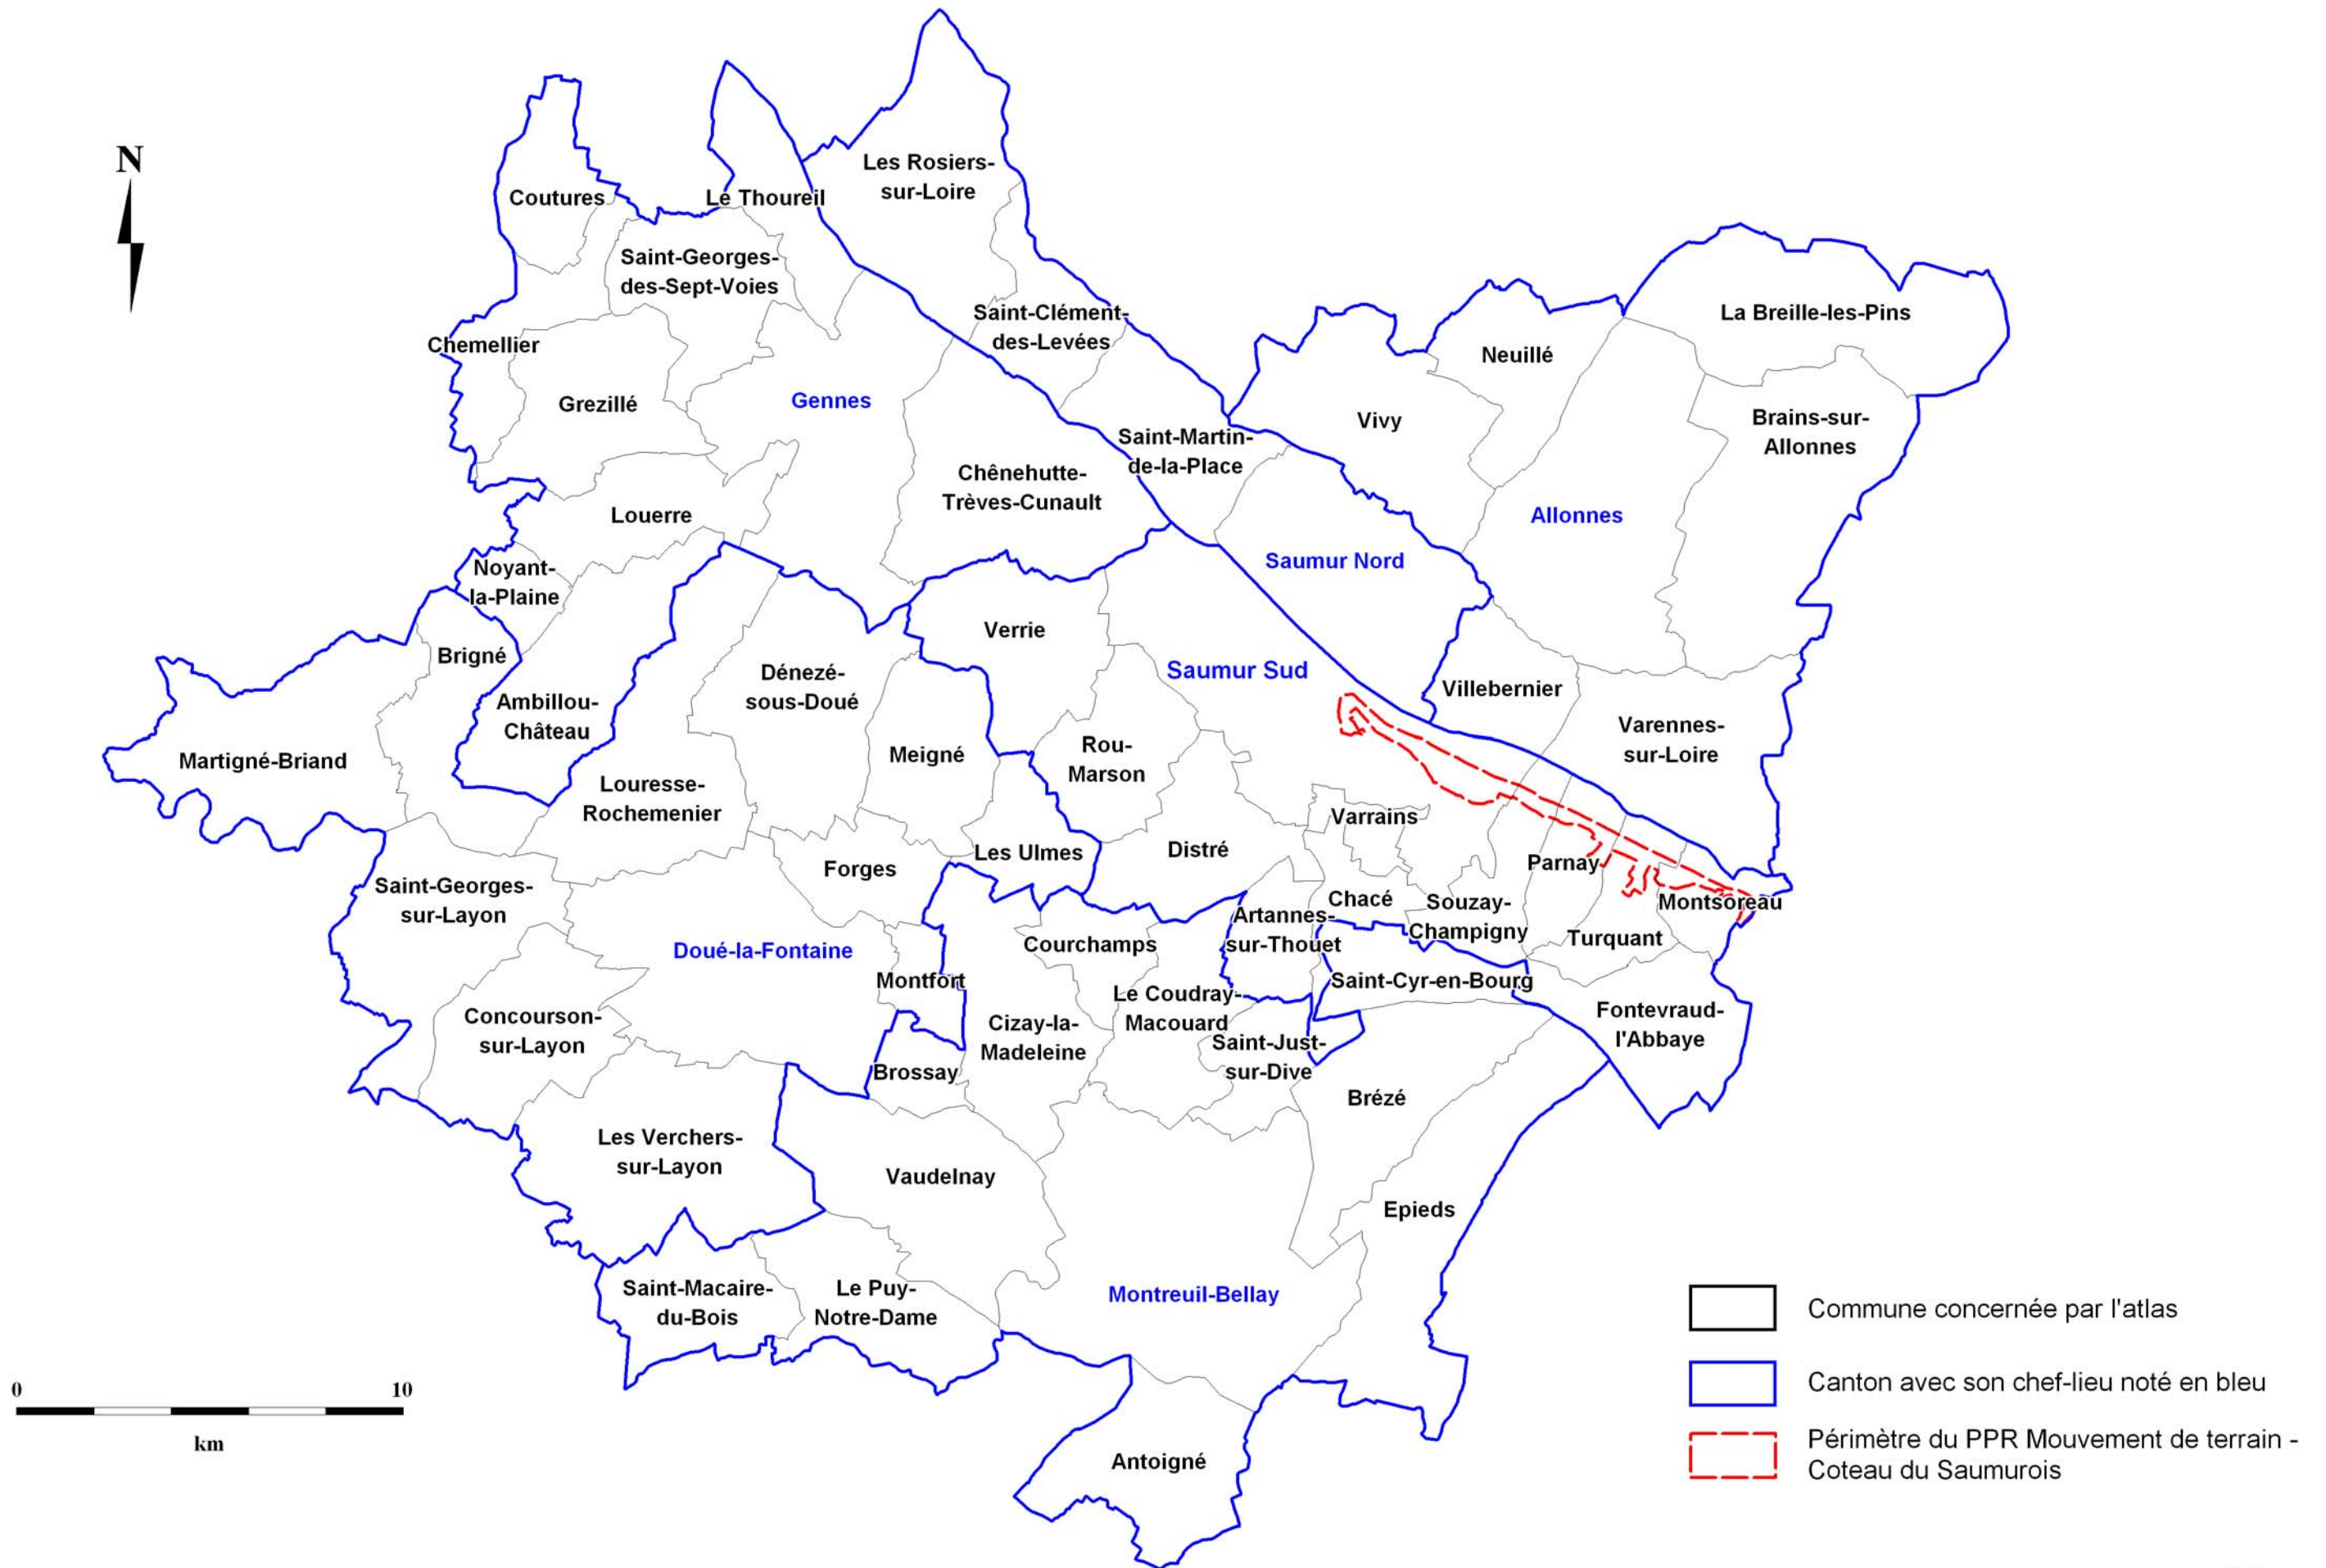 N
Les Rosiers-
sur-Loire
Coutures
Le Thoureil
Saint-Georges-
des-Sept-Voies
Saint-Clément-
des-Levées
La Breille-les-Pins
Chemellier
Neuillé
Grezillé
Gennes
Vivy
Brains-sur-
Allonnes
Saint-Martin-
de-la-Place
Chênehutte-
Trèves-Cunault
Louerre
Allonnes
Saumur Nord
Noyant-
la-Plaine
Verrie
Brigné
Dénezé-
sous-Doué
Saumur Sud
Villebernier
Ambillou-
Château
Varennes-
sur-Loire
Martigné-Briand
Meigné
Rou-
Marson
Louresse-
Rochemenier
Varrains
Les Ulmes
Distré
Forges
Parnay
Saint-Georges-
sur-Layon
Chacé
Souzay-
Champigny
Montsoreau
Artannes-
sur-Thouet
Courchamps
Turquant
Doué-la-Fontaine
Montfort
Saint-Cyr-en-Bourg
Le Coudray-
Macouard
Concourson-
sur-Layon
Cizay-la-
Madeleine
Fontevraud-
l'Abbaye
Saint-Just-
sur-Dive
Brossay
Brézé
Les Verchers-
sur-Layon
Vaudelnay
Epieds
Saint-Macaire-
du-Bois
Le Puy-
Notre-Dame
Montreuil-Bellay
Antoigné
0 10
km
Commune concernée par l'atlas
Canton avec son chef-lieu noté en bleu
Périmètre du PPR Mouvement de terrain -
Coteau du Saumurois